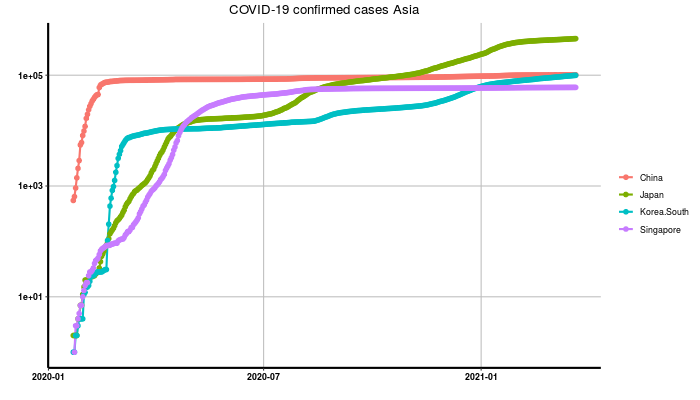 COVID-19 confirmed cases Asia
1e+05
1e+03
1e+01
2020-01
2020-07
2021-01
China
Japan
Korea.South
Singapore